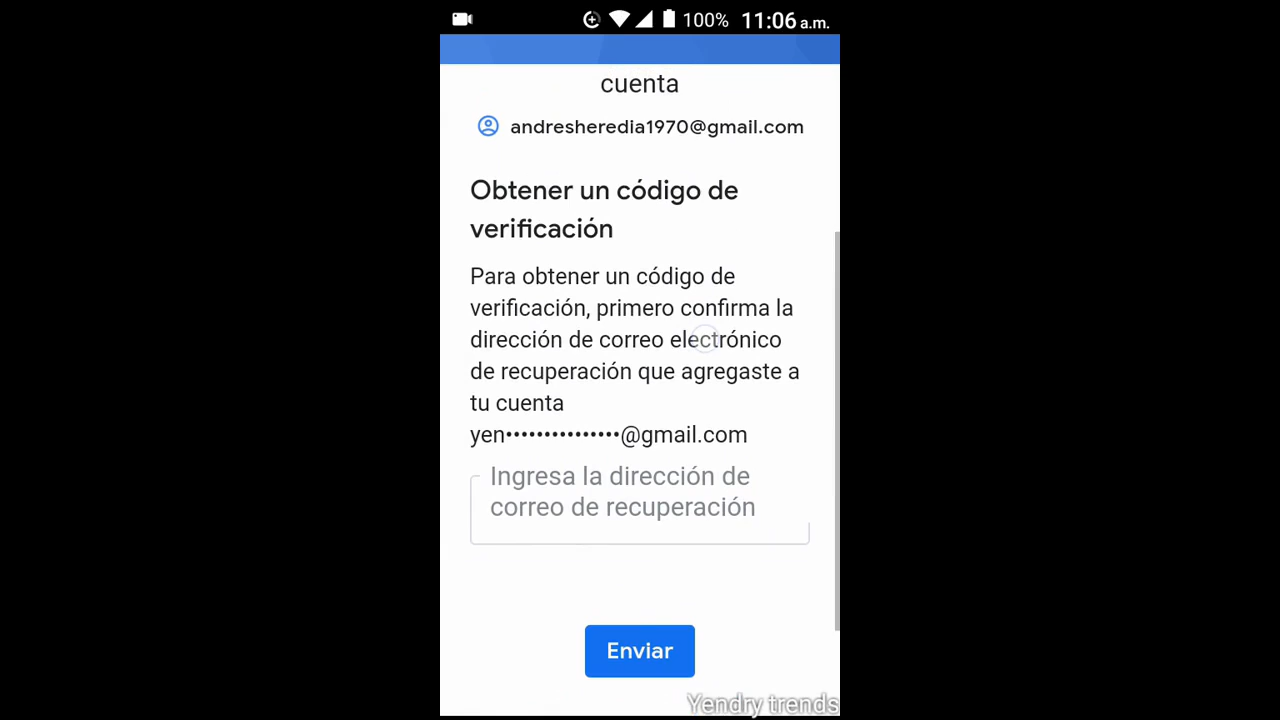 100% 11:06 a.m.
cuenta
andresheredia1970@gmail.com
Obtener un código de
verificación
Para obtener un código de
verificación, primero confirma la
dirección de correo electrónico
de recuperación que agregaste a
tu cuenta
yen•••••••••••••••@gmail.com
Ingresa la dirección de
correo de recuperación
Enviar
Yendry trends